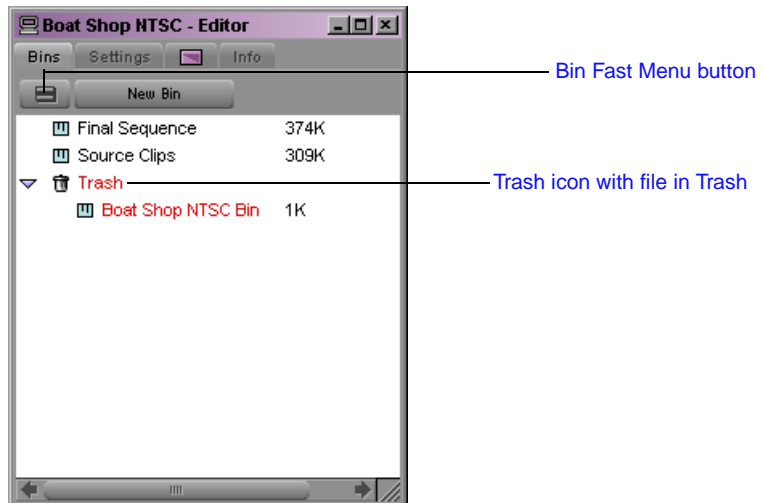 Boat Shop NTSC - Editor
Bins Settings Info
Bin Fast Menu button
New Bin
Final Sequence 374K
Source Clips 309K
Trash
Trash icon with file in Trash
Boat Shop NTSC Bin 1K